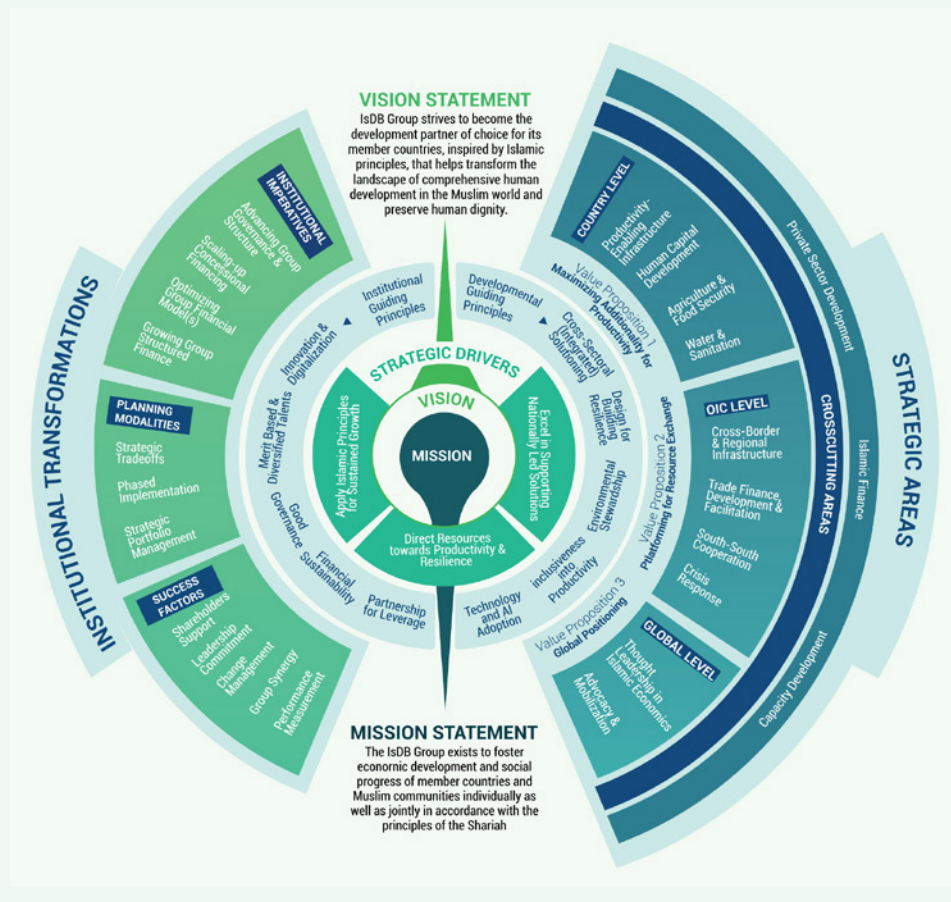 VISION STATEMENT
IsDB Group strives to become the
development partner of choice for its
member countries, inspired by Islamic
principles, that helps transform the
landscape of comprehensive human
development in the Muslim world and
preserve human dignity.
INSTITUTIONAL TRANSFORMATIONS
INSTITUTIONAL
IMPERATIVES
Advancing Group
Governance &
Structure
Scaling-up
Concessional
Financing
Optimizing
Group Financial
Model(s)
Growing Group
Structured
Finance
PLANNING
MODALITIES
Strategic
Tradeoffs
Phased
Implementation
Strategic
Portfolio
Management
SUCCESS
FACTORS
Shareholders
Support
Leadership
Commitment
Change
Management
Group Synergy
Performance
Measurement
Institutional
Guiding
Principles
Innovation &
Digitalization
Merit Based &
Diversified Talents
Good
Governance
Financial
Sustainability
Partnership
for Leverage
STRATEGIC DRIVERS
VISION
MISSION
Apply Islamic Principles
for Sustained Growth
Excel in Supporting
Nationally Led Solutions
Direct Resources
towards Productivity &
Resilience
Developmental
Guiding
Principles
Cross-Sectoral
(Integrated)
Solutioning
Design for
Building
Resilience
Environmental
Stewardship
inclusiveness
into
Productivity
Technology
and AI
Adoption
Value Proposition 1
Maximizing Additionality for
Productivity
Value Proposition 2
Ptlatforming for Resource Exchange
Value Proposition 3
Global Positioning
COUNTRY LEVEL
Productivity-
Enabling
Infrastructure
Human Capital
Development
Agriculture &
Food Security
Water &
Sanitation
OIC LEVEL
Cross-Border
& Regional
Infrastructure
Trade Finance,
Development &
Facilitation
South-South
Cooperation
Crisis
Response
GLOBAL LEVEL
Thought
Leadership in
Islamic Economics
Advocacy &
Mobilization
CROSSCUTTING AREAS
Private Sector Development
Islamic Finance
Capacity Development
STRATEGIC AREAS
MISSION STATEMENT
The IsDB Group exists to foster
econornic development and social
progress of member countries and
Muslim communities individually as
well as jointly in accordance with the
principles of the Shariah